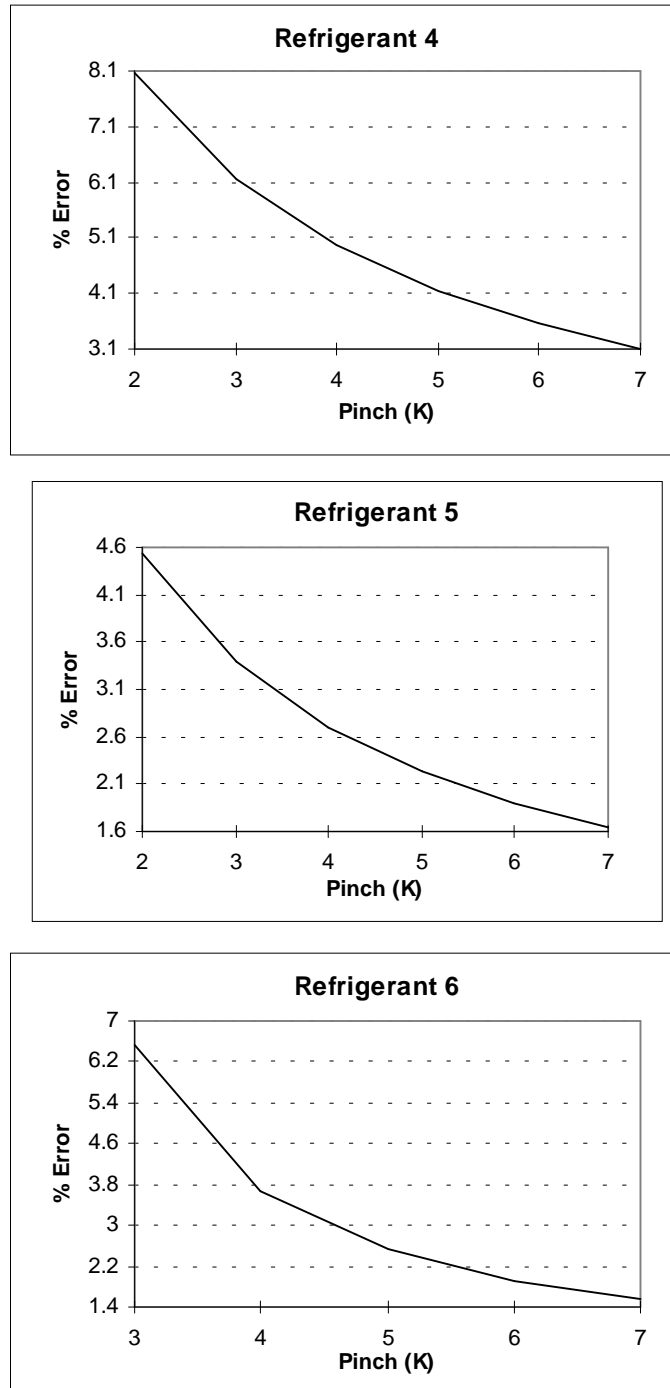 Refrigerant 4
8.1
7.1
6.1
5.1
4.1
3.1
% Error
2 3 4 5 6 7
Pinch (K)
Refrigerant 5
4.6
4.1
3.6
3.1
2.6
2.1
1.6
% Error
2 3 4 5 6 7
Pinch (K)
Refrigerant 6
7
6.2
5.4
4.6
3.8
3
2.2
1.4
% Error
3 4 5 6 7
Pinch (K)